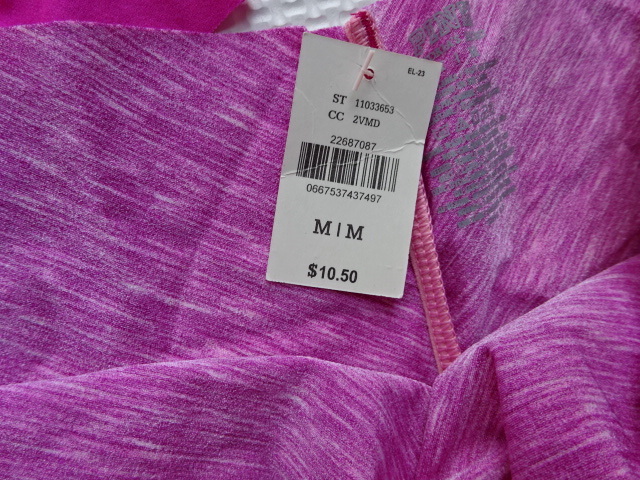 EL-23
ST 11033653
CC 2VMD
22687087
0667537437497
M | M
$10.50